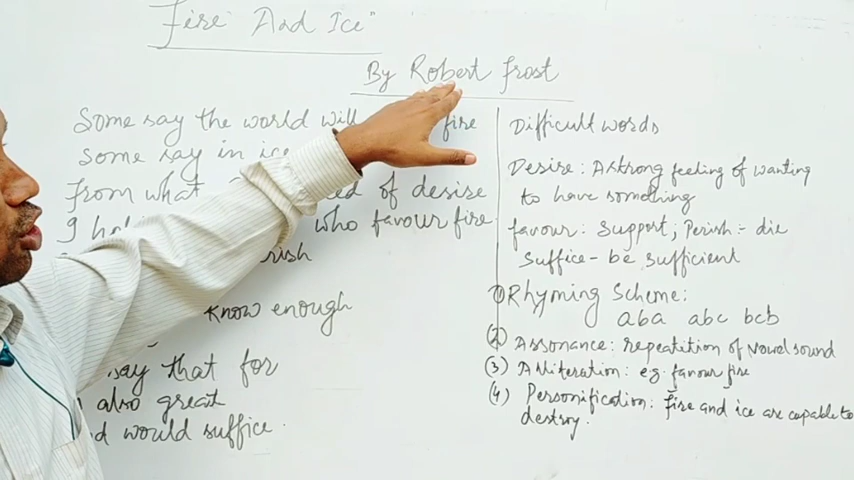 Fire And Ice"
By Robert Frost
Some say the world will fire
some say in ice
from what of desire
who favour fire
know enough
say that for
also great
would suffice.
Difficult words
Desire: A strong feeling of wanting
to have something
favour: support; Perish:- die
Suffice- be sufficient
① Rhyming Scheme:
aba abc bcb
(2) Assonance: repeatition of vowel sound
(3) Alliteration: eg. favour fire
(4) Personification: Fire and ice are capable to
destroy.